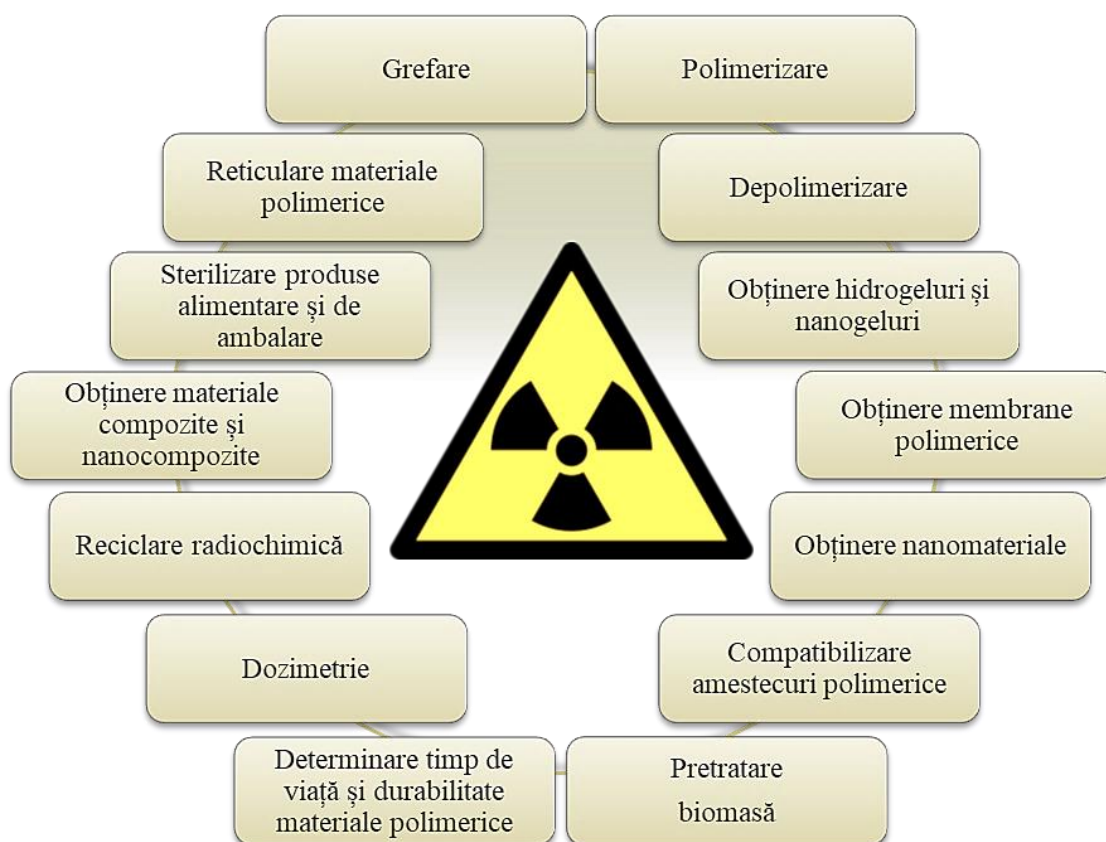 Grefare
Polimerizare
Reticulare materiale
polimerice
Depolimerizare
Sterilizare produse
alimentare și de
ambalare
Obținere hidrogeluri și
nanogeluri
Obținere materiale
compozite și
nanocompozite
Obținere membrane
polimerice
Reciclare radiochimică
Obținere nanomateriale
Dozimetrie
Compatibilizare
amestecuri polimerice
Determinare timp de
viață și durabilitate
materiale polimerice
Pretratare
biomasă